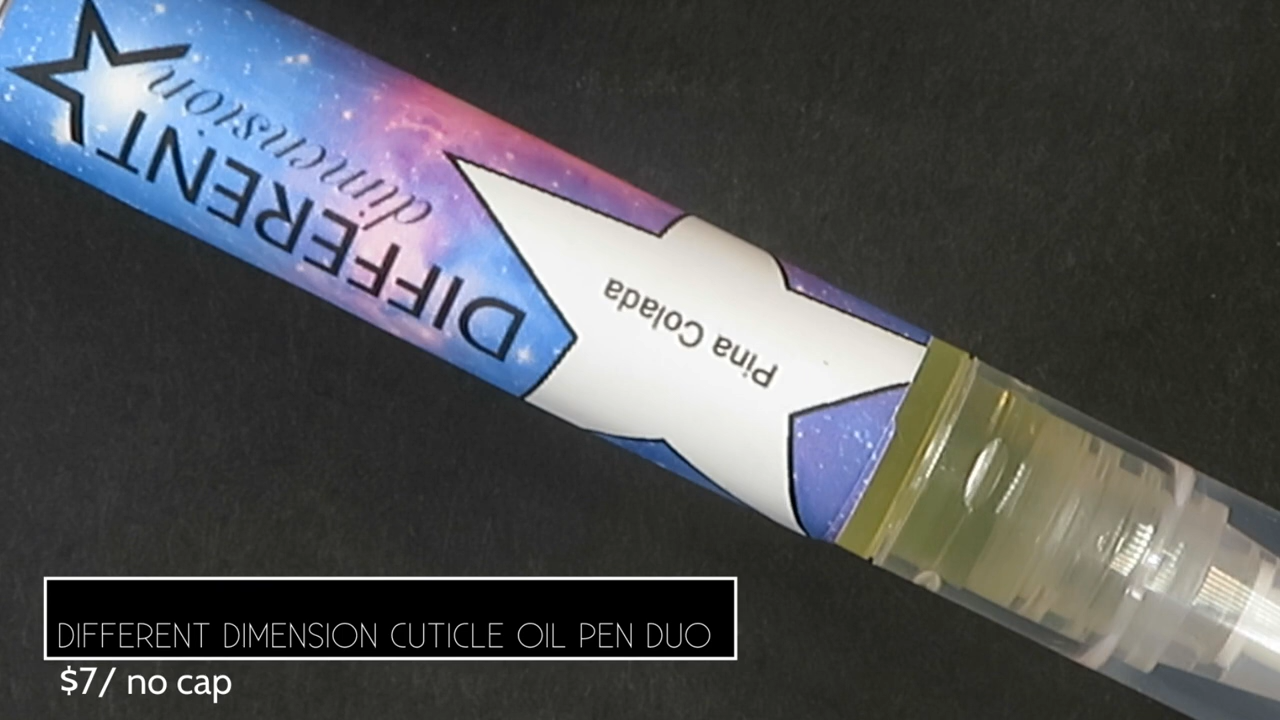 DIFFERENT
dimension
Pina Colada
DIFFERENT DIMENSION CUTICLE OIL PEN DUO
$7/ no cap